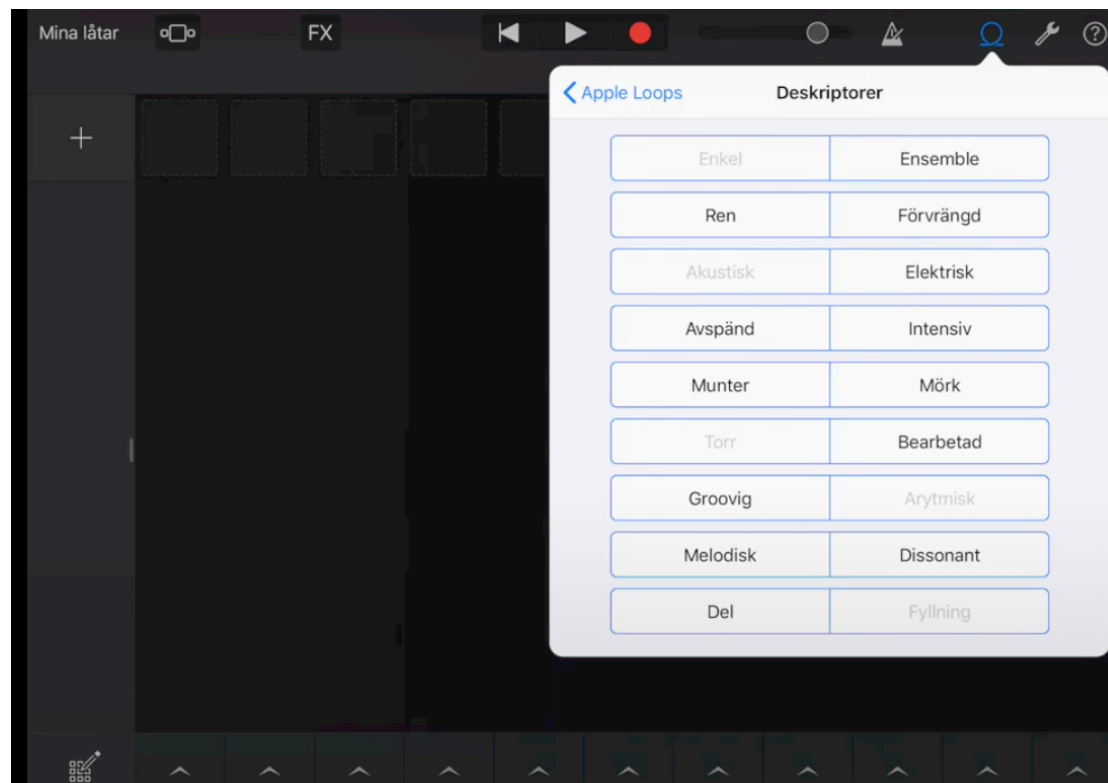 Mina låtar FX
Apple Loops Deskriptorer
Enkel Ensemble
Ren Förvrängd
Akustisk Elektrisk
Avspänd Intensiv
Munter Mörk
Torr Bearbetad
Groovig Arytmisk
Melodisk Dissonant
Del Fyllning